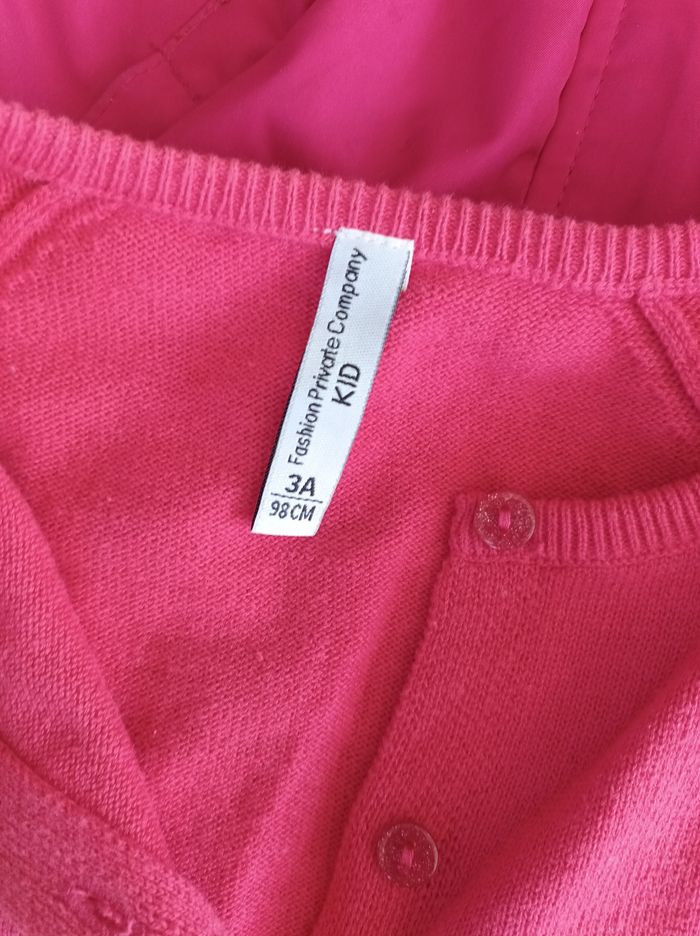 Fashion Private Company
KID
3A
98CM